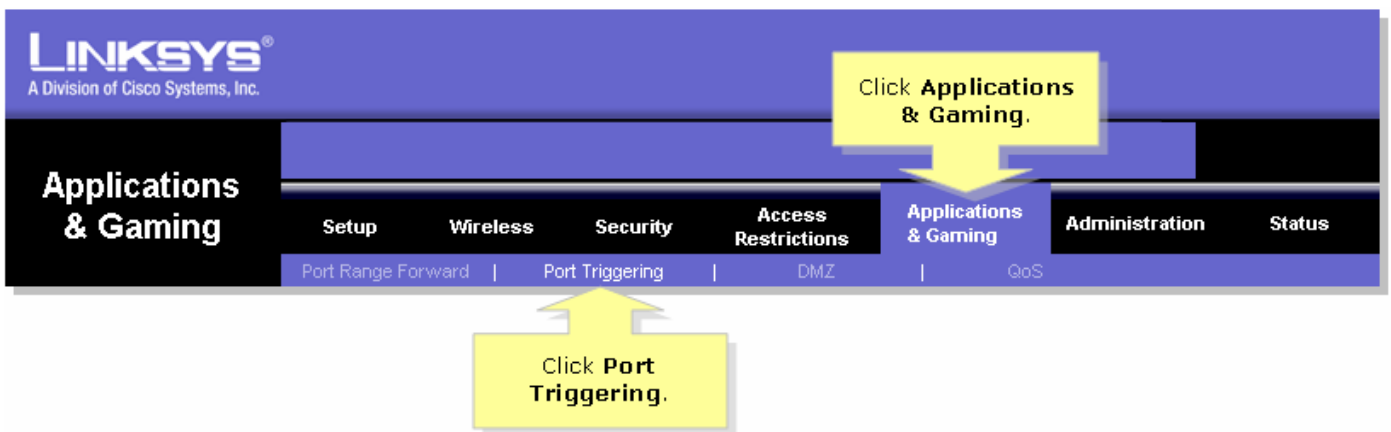 LINKSYS®
A Division of Cisco Systems, Inc.
Click Applications
& Gaming.
Applications
& Gaming
Setup Wireless Security Access Restrictions Applications & Gaming Administration Status
Port Range Forward | Port Triggering | DMZ | QoS
Click Port
Triggering.